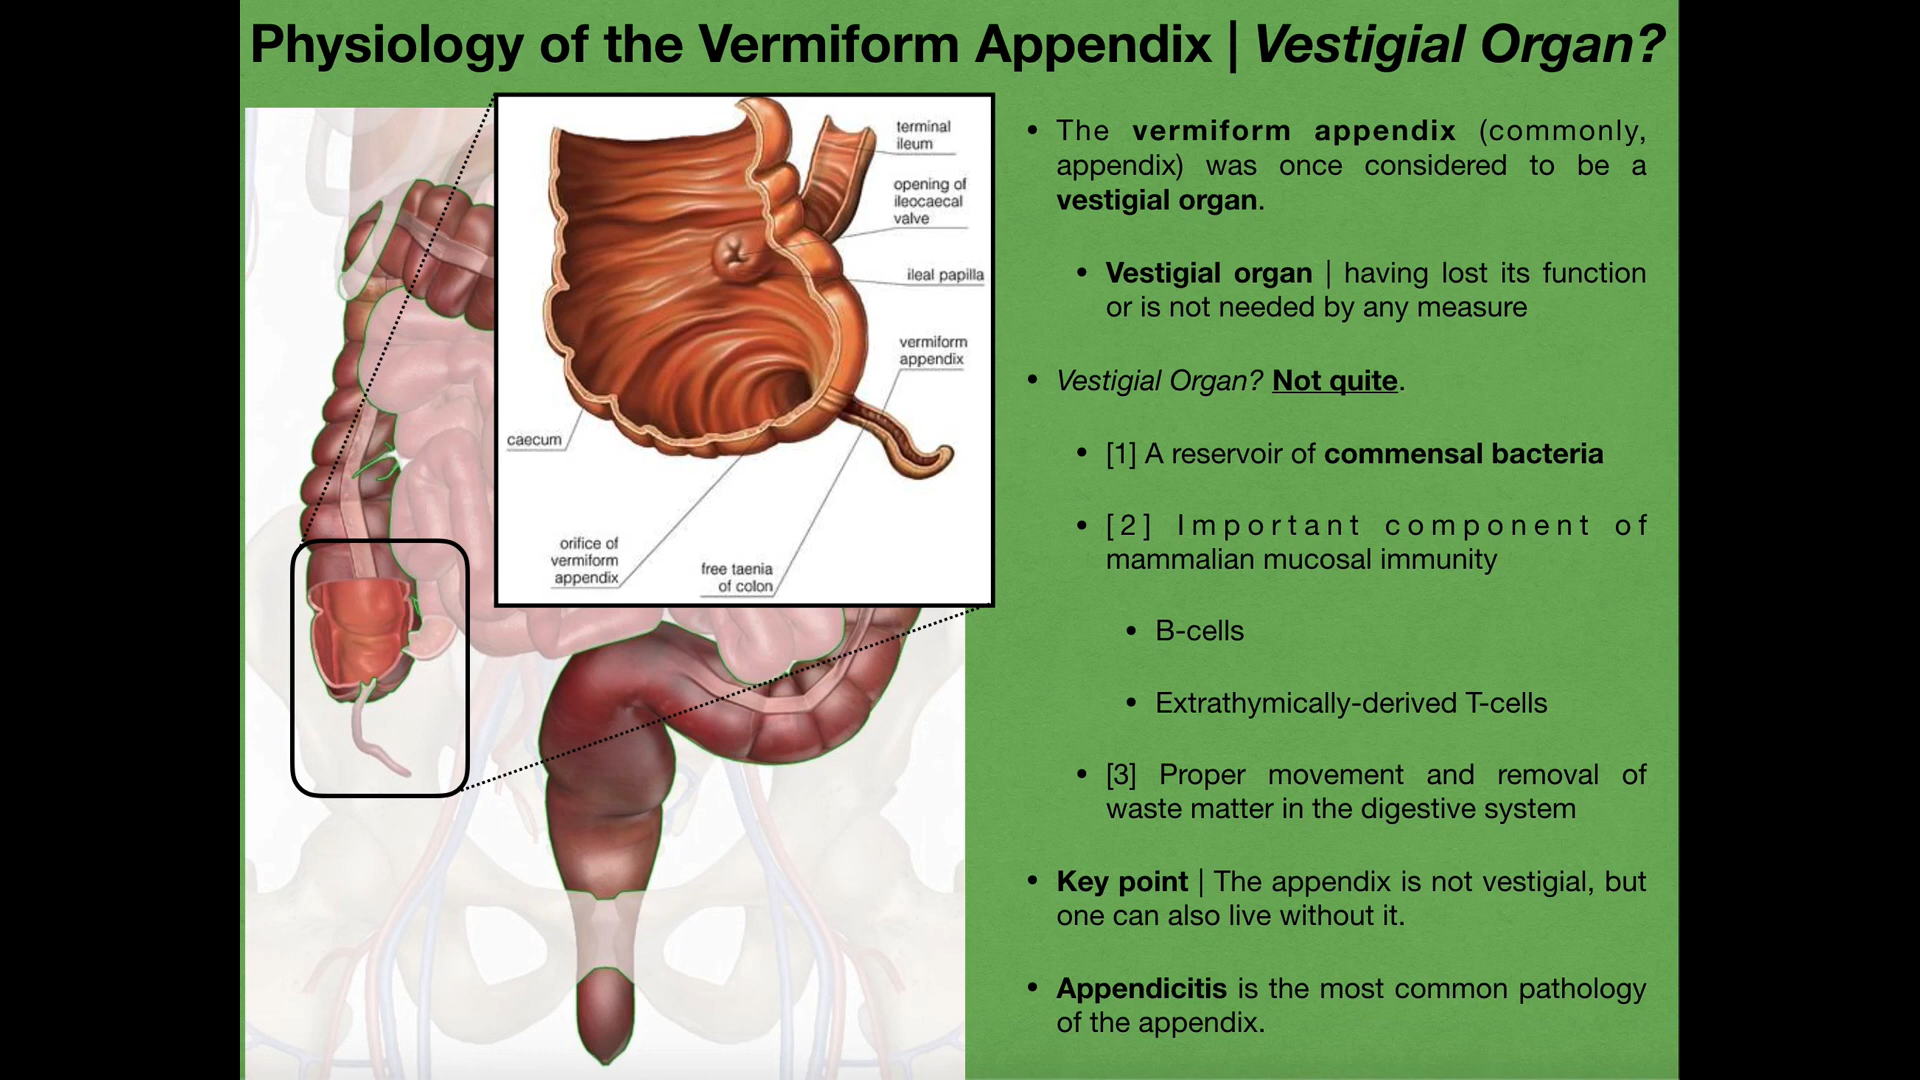 Physiology of the Vermiform Appendix | Vestigial Organ?
terminal
ileum
opening of
ileocaecal
valve
ileal papilla
vermiform
appendix
caecum
orifice of
vermiform
appendix
free taenia
of colon
• The vermiform appendix (commonly,
appendix) was once considered to be a
vestigial organ.
• Vestigial organ | having lost its function
or is not needed by any measure
• Vestigial Organ? Not quite.
• [1] A reservoir of commensal bacteria
• [2] Important component of
mammalian mucosal immunity
• B-cells
• Extrathymically-derived T-cells
• [3] Proper movement and removal of
waste matter in the digestive system
• Key point | The appendix is not vestigial, but
one can also live without it.
• Appendicitis is the most common pathology
of the appendix.